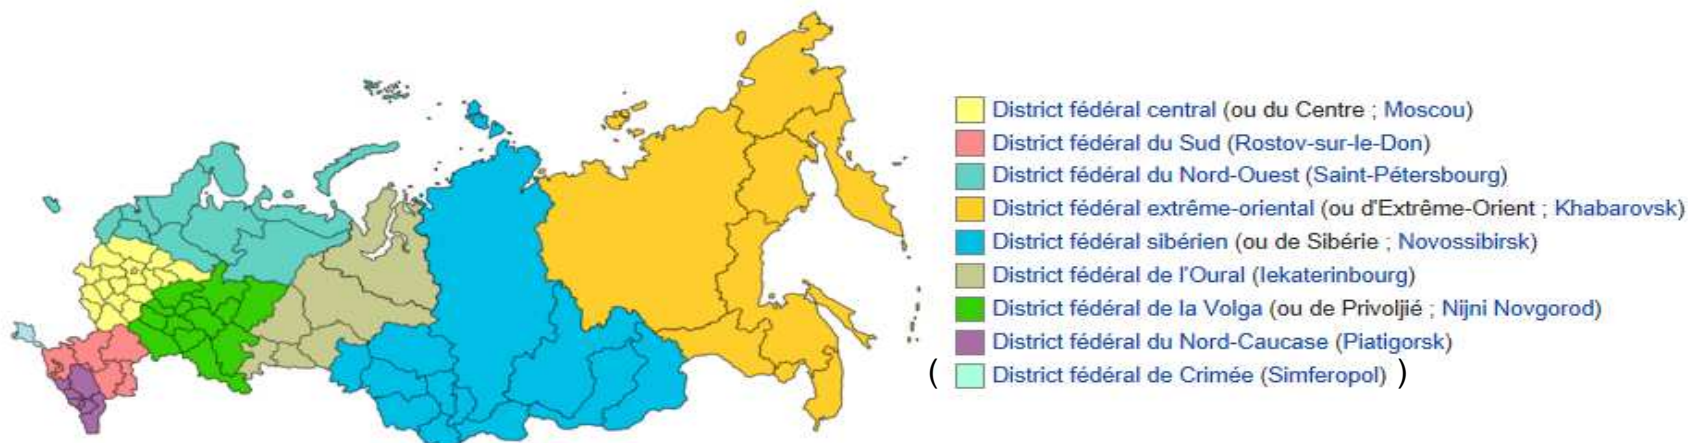 District fédéral central (ou du Centre ; Moscou)
District fédéral du Sud (Rostov-sur-le-Don)
District fédéral du Nord-Ouest (Saint-Pétersbourg)
District fédéral extrême-oriental (ou d'Extrême-Orient ; Khabarovsk)
District fédéral sibérien (ou de Sibérie ; Novossibirsk)
District fédéral de l'Oural (Iekaterinbourg)
District fédéral de la Volga (ou de Privoljié ; Nijni Novgorod)
District fédéral du Nord-Caucase (Piatigorsk)
( District fédéral de Crimée (Simferopol) )